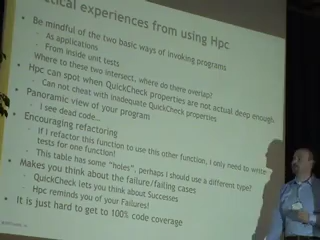 ctical experiences from using Hpc
Be mindful of the two basic ways of invoking programs
As applications
From inside unit tests
Where to these two intersect, where do there overlap?
Hpc can spot when QuickCheck properties are not actual deep enough
Can not cheat with inadequate QuickCheck properties
Panoramic view of your program
I see dead code...
Encouraging refactoring
If I refactor this function to use this other function, I only need to write
tests for one function!
This table has some "holes", perhaps I should use a different type?
Makes you think about the failure/failing cases
QuickCheck lets you think about Successes
Hpc reminds you of your Failures!
It is just hard to get to 100% code coverage